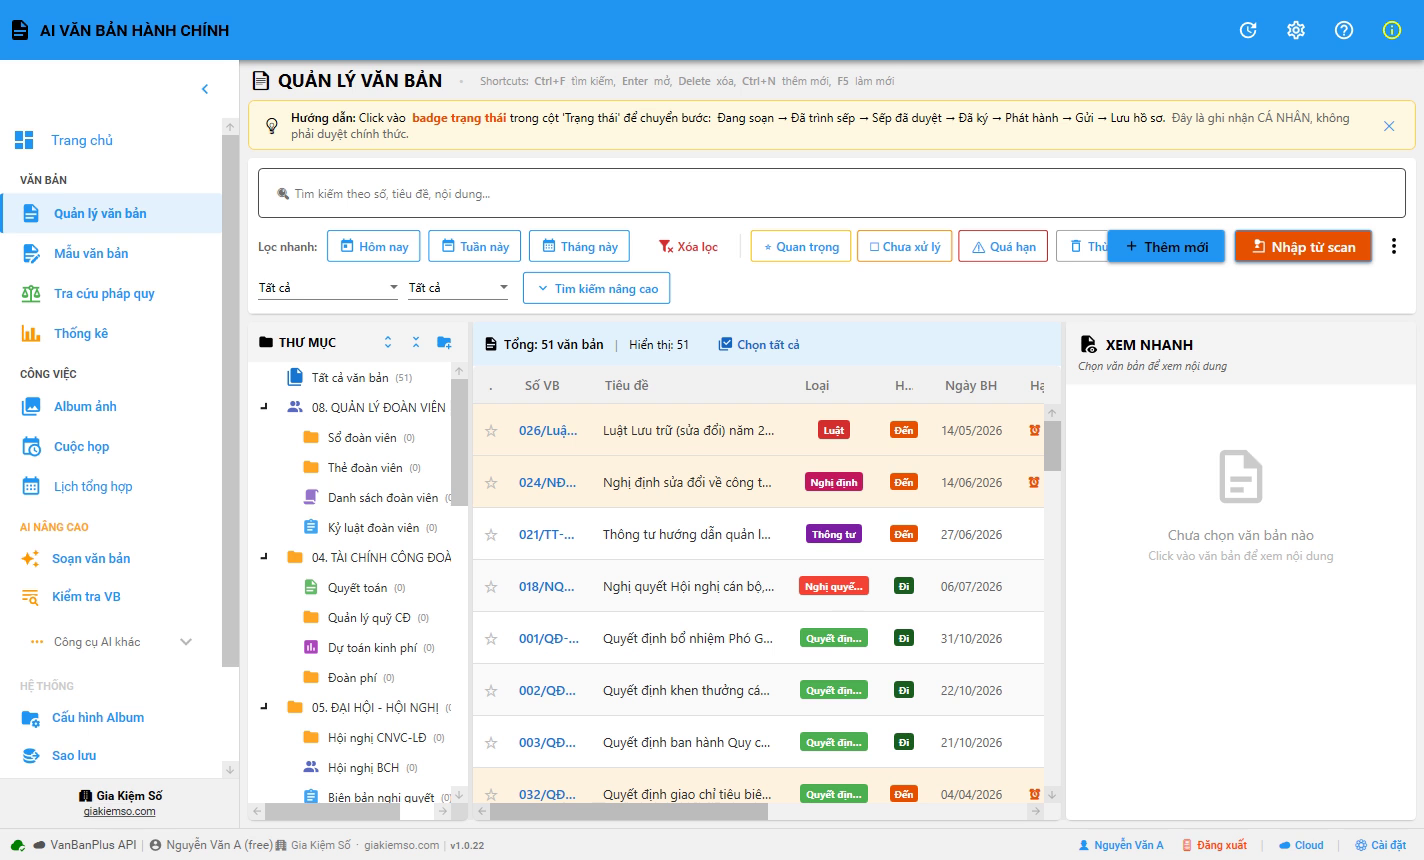 AI VĂN BẢN HÀNH CHÍNH
Trang chủ
VĂN BẢN
Quản lý văn bản
Mẫu văn bản
Tra cứu pháp quy
Thống kê
CÔNG VIỆC
Album ảnh
Cuộc họp
Lịch tổng hợp
AI NÂNG CAO
Soạn văn bản
Kiểm tra VB
Công cụ AI khác
HỆ THỐNG
Cấu hình Album
Sao lưu
Gia Kiệm Số
giakiemso.com
QUẢN LÝ VĂN BẢN
Shortcuts: Ctrl+F tìm kiếm, Enter mở, Delete xóa, Ctrl+N thêm mới, F5 làm mới
Hướng dẫn: Click vào badge trạng thái trong cột 'Trạng thái' để chuyển bước: Đang soạn → Đã trình sếp → Sếp đã duyệt → Đã ký → Phát hành → Gửi → Lưu hồ sơ. Đây là ghi nhận CÁ NHÂN, không
phải duyệt chính thức.
Tìm kiếm theo số, tiêu đề, nội dung...
Lọc nhanh: Hôm nay Tuần này Tháng này Xóa lọc Quan trọng Chưa xử lý Quá hạn + Thêm mới Nhập từ scan
Tất cả Tất cả Tìm kiếm nâng cao
THƯ MỤC
Tất cả văn bản (51)
08. QUẢN LÝ ĐOÀN VIÊN
Sổ đoàn viên (0)
Thẻ đoàn viên (0)
Danh sách đoàn viên
Kỷ luật đoàn viên (0)
04. TÀI CHÍNH CÔNG ĐOÀ
Quyết toán (0)
Quản lý quỹ CĐ (0)
Dự toán kinh phí (0)
Đoàn phí (0)
05. ĐẠI HỘI - HỘI NGHỊ
Hội nghị CNVC-LĐ (0)
Hội nghị BCH (0)
Biên bản nghị quyết (0
Tổng: 51 văn bản | Hiển thị: 51 Chọn tất cả
. Số VB Tiêu đề Loại H... Ngày BH Hạ
026/Luậ... Luật Lưu trữ (sửa đổi) năm 2... Luật Đến 14/05/2026
024/NĐ... Nghị định sửa đổi về công t... Nghị định Đến 14/06/2026
021/TT-... Thông tư hướng dẫn quản l... Thông tư Đến 27/06/2026
018/NQ... Nghị quyết Hội nghị cán bộ,... Nghị quyế... Đi 06/07/2026
001/QĐ-... Quyết định bổ nhiệm Phó G... Quyết địn... Đi 31/10/2026
002/QĐ... Quyết định khen thưởng cá... Quyết địn... Đi 22/10/2026
003/QĐ... Quyết định ban hành Quy c... Quyết địn... Đi 21/10/2026
032/QĐ... Quyết định giao chỉ tiêu biê... Quyết địn... Đến 04/04/2026
XEM NHANH
Chọn văn bản để xem nội dung
Chưa chọn văn bản nào
Click vào văn bản để xem nội dung
VanBanPlus API | Nguyễn Văn A (free) Gia Kiệm Số · giakiemso.com | v1.0.22 Nguyễn Văn A Đăng xuất | Cloud | Cài đặt